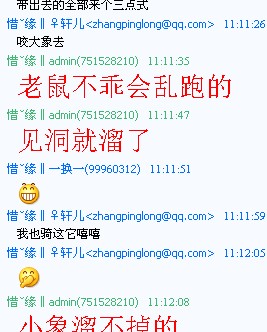 带出去的全部来个三点式
惜˘缘‖♀轩儿<zhangpinglong@qq.com> 11:11:26
咬大象去
惜˘缘‖admin(751528210) 11:11:35
老鼠不乖会乱跑的
惜˘缘‖admin(751528210) 11:11:47
见洞就溜了
惜˘缘‖一换一(99960312) 11:11:51
惜˘缘‖♀轩儿<zhangpinglong@qq.com> 11:11:59
我也骑这它嘻嘻
惜˘缘‖♀轩儿<zhangpinglong@qq.com> 11:12:05
惜˘缘‖admin(751528210) 11:12:08
小象溜不掉的